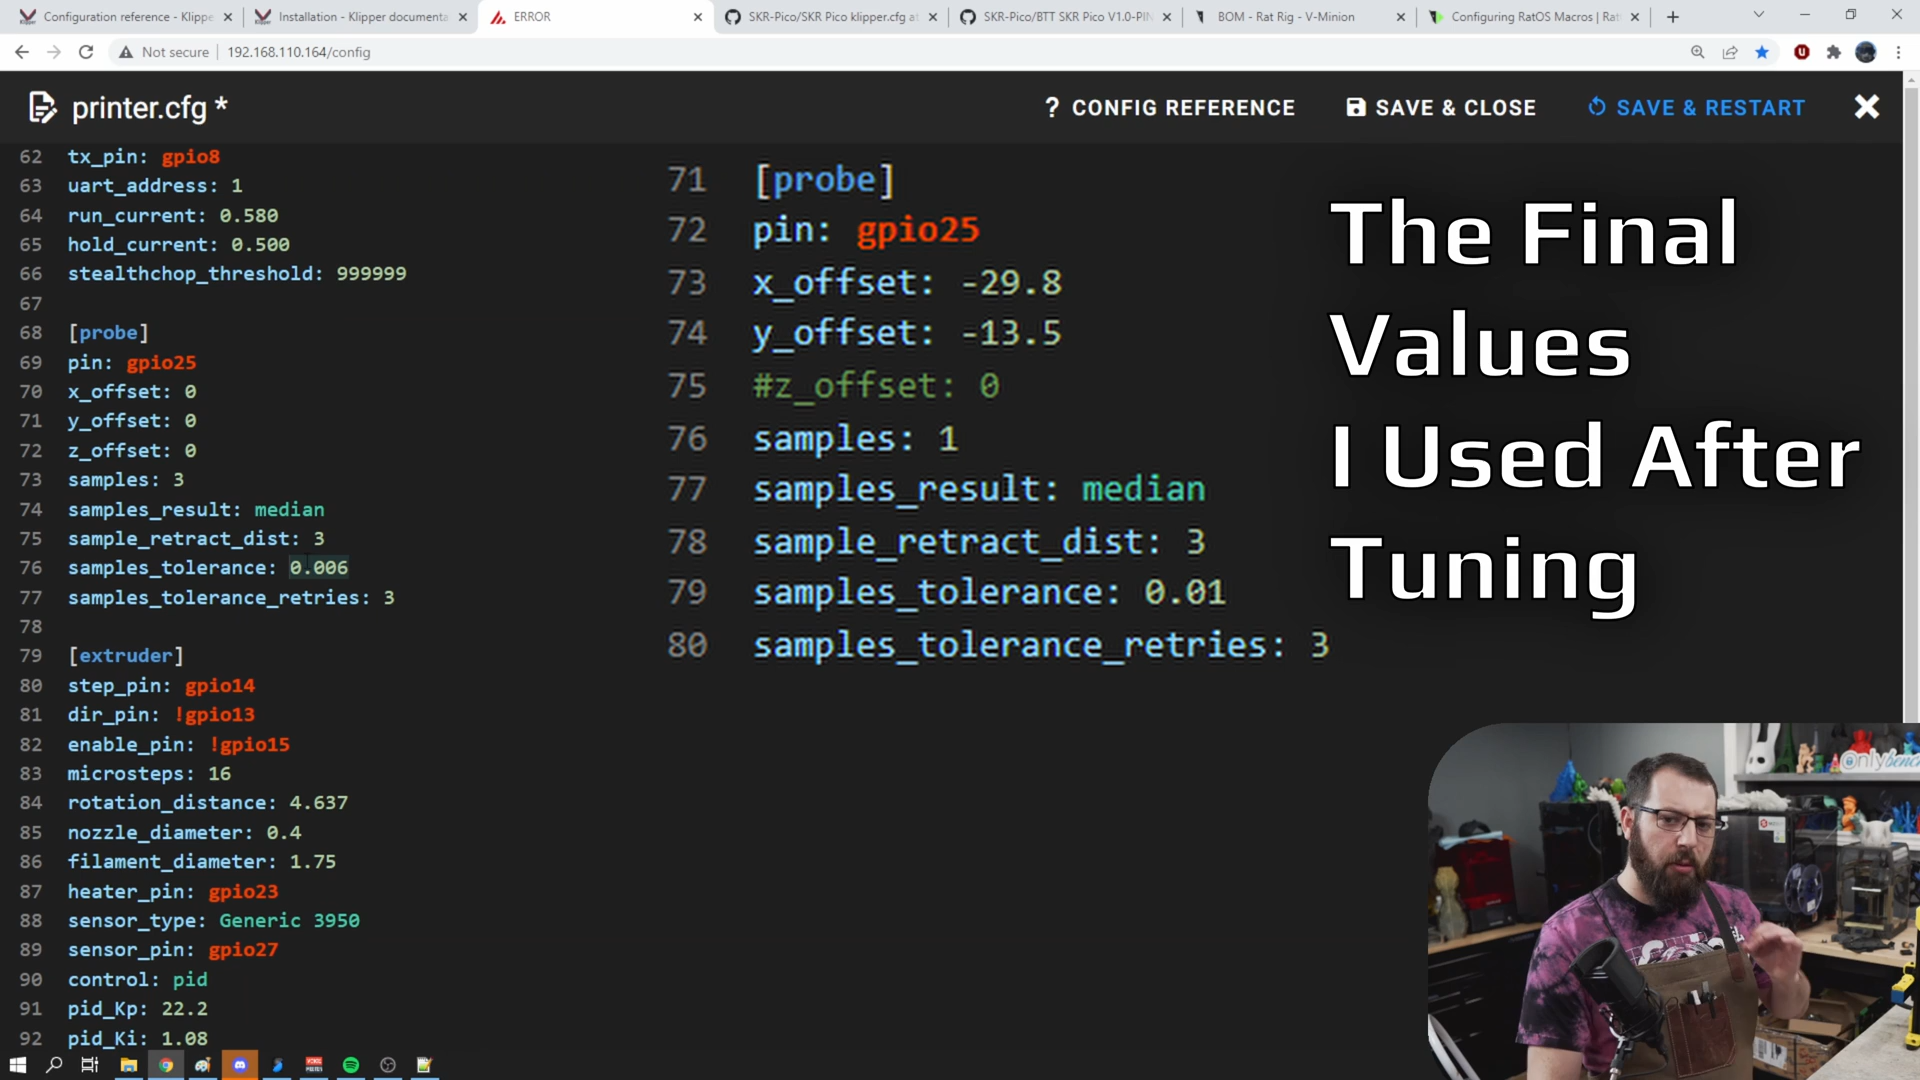 Configuration reference - Klippe
Installation - Klipper documenta
ERROR
SKR-Pico/SKR Pico klipper.cfg at
SKR-Pico/BTT SKR Pico V1.0-PIN
BOM - Rat Rig - V-Minion
Configuring RatOS Macros | Rat
Not secure
192.168.110.164/config
printer.cfg *
? CONFIG REFERENCE
SAVE & CLOSE
SAVE & RESTART
62 tx_pin: gpio8
63 uart_address: 1
64 run_current: 0.580
65 hold_current: 0.500
66 stealthchop_threshold: 999999
67
68 [probe]
69 pin: gpio25
70 x_offset: 0
71 y_offset: 0
72 z_offset: 0
73 samples: 3
74 samples_result: median
75 sample_retract_dist: 3
76 samples_tolerance: 0.006
77 samples_tolerance_retries: 3
78
79 [extruder]
80 step_pin: gpio14
81 dir_pin: !gpio13
82 enable_pin: !gpio15
83 microsteps: 16
84 rotation_distance: 4.637
85 nozzle_diameter: 0.4
86 filament_diameter: 1.75
87 heater_pin: gpio23
88 sensor_type: Generic 3950
89 sensor_pin: gpio27
90 control: pid
91 pid_Kp: 22.2
92 pid_Ki: 1.08
71 [probe]
72 pin: gpio25
73 x_offset: -29.8
74 y_offset: -13.5
75 #z_offset: 0
76 samples: 1
77 samples_result: median
78 sample_retract_dist: 3
79 samples_tolerance: 0.01
80 samples_tolerance_retries: 3
The Final
Values
I Used After
Tuning